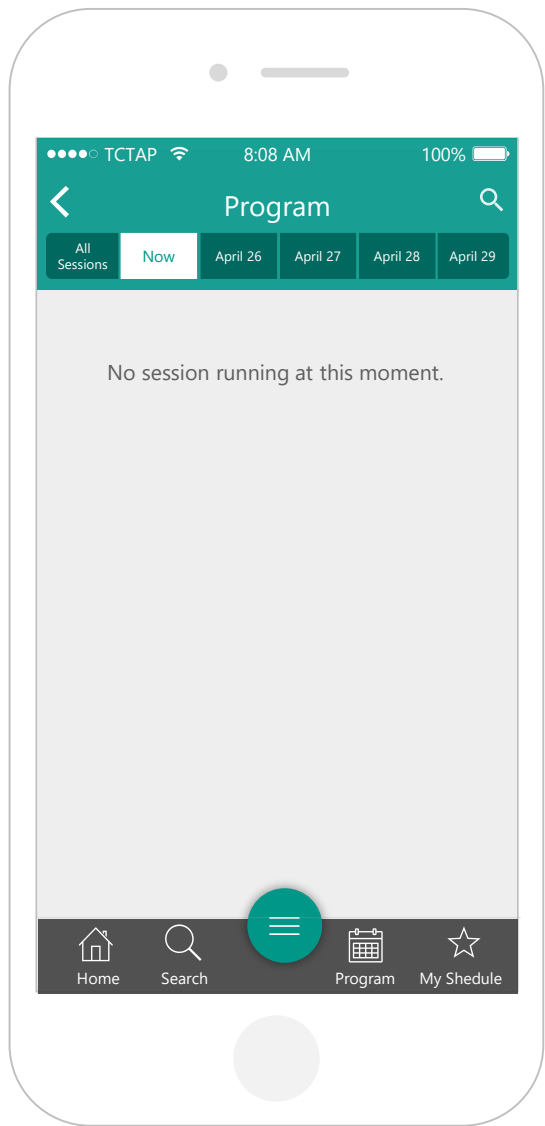 TCTAP 8:08 AM 100%
Program
All Sessions
Now
April 26
April 27
April 28
April 29
No session running at this moment.
Home
Search
Program
My Shedule